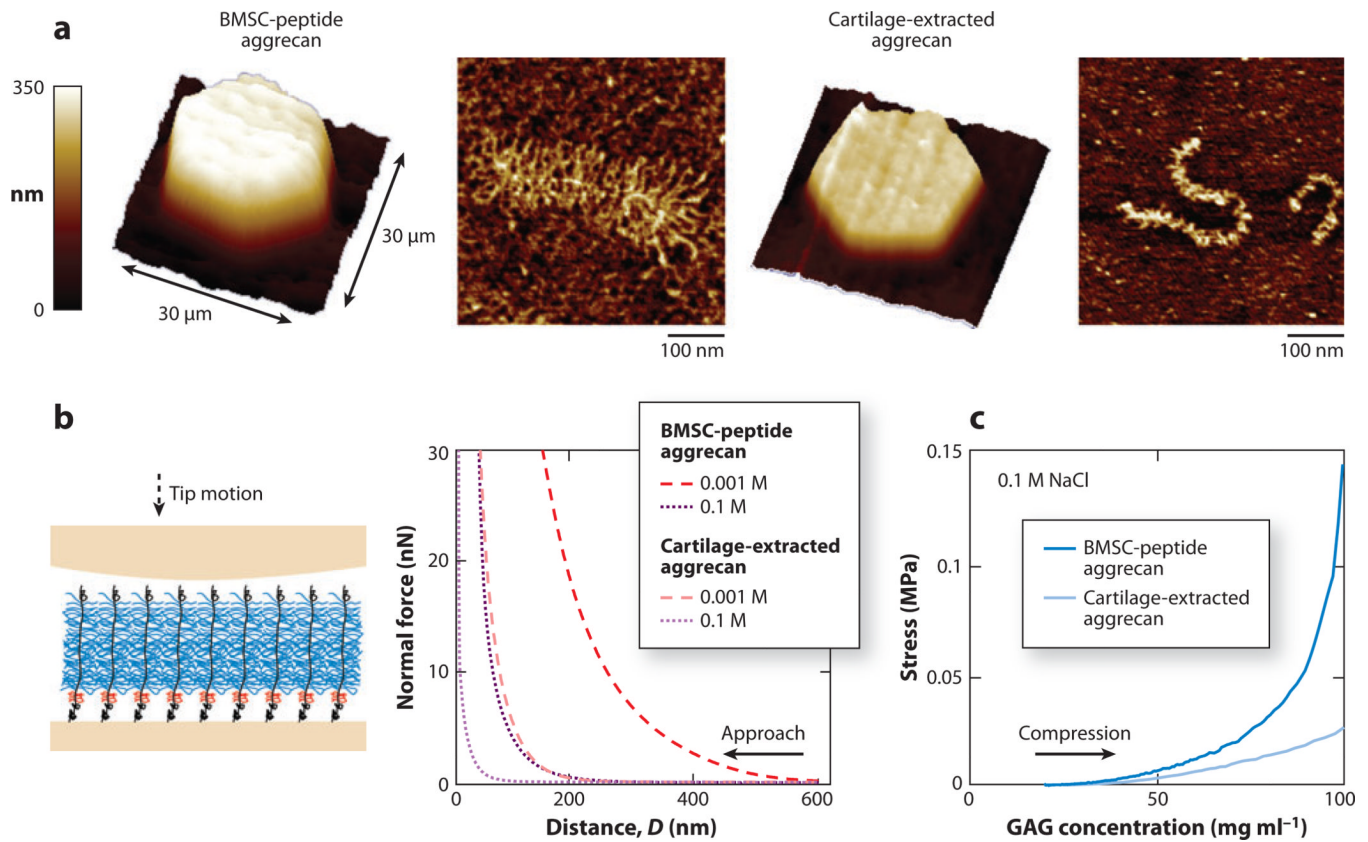 a
BMSC-peptide
aggrecan
Cartilage-extracted
aggrecan
350
nm
0
30 µm
30 µm
100 nm
100 nm
b
Tip motion
Normal force (nN)
30
20
10
0
0
200
400
600
Distance, D (nm)
BMSC-peptide
aggrecan
0.001 M
0.1 M
Cartilage-extracted
aggrecan
0.001 M
0.1 M
Approach
c
Stress (MPa)
0.15
0.1
0.05
0
0
50
100
GAG concentration (mg ml⁻¹)
0.1 M NaCl
BMSC-peptide
aggrecan
Cartilage-extracted
aggrecan
Compression